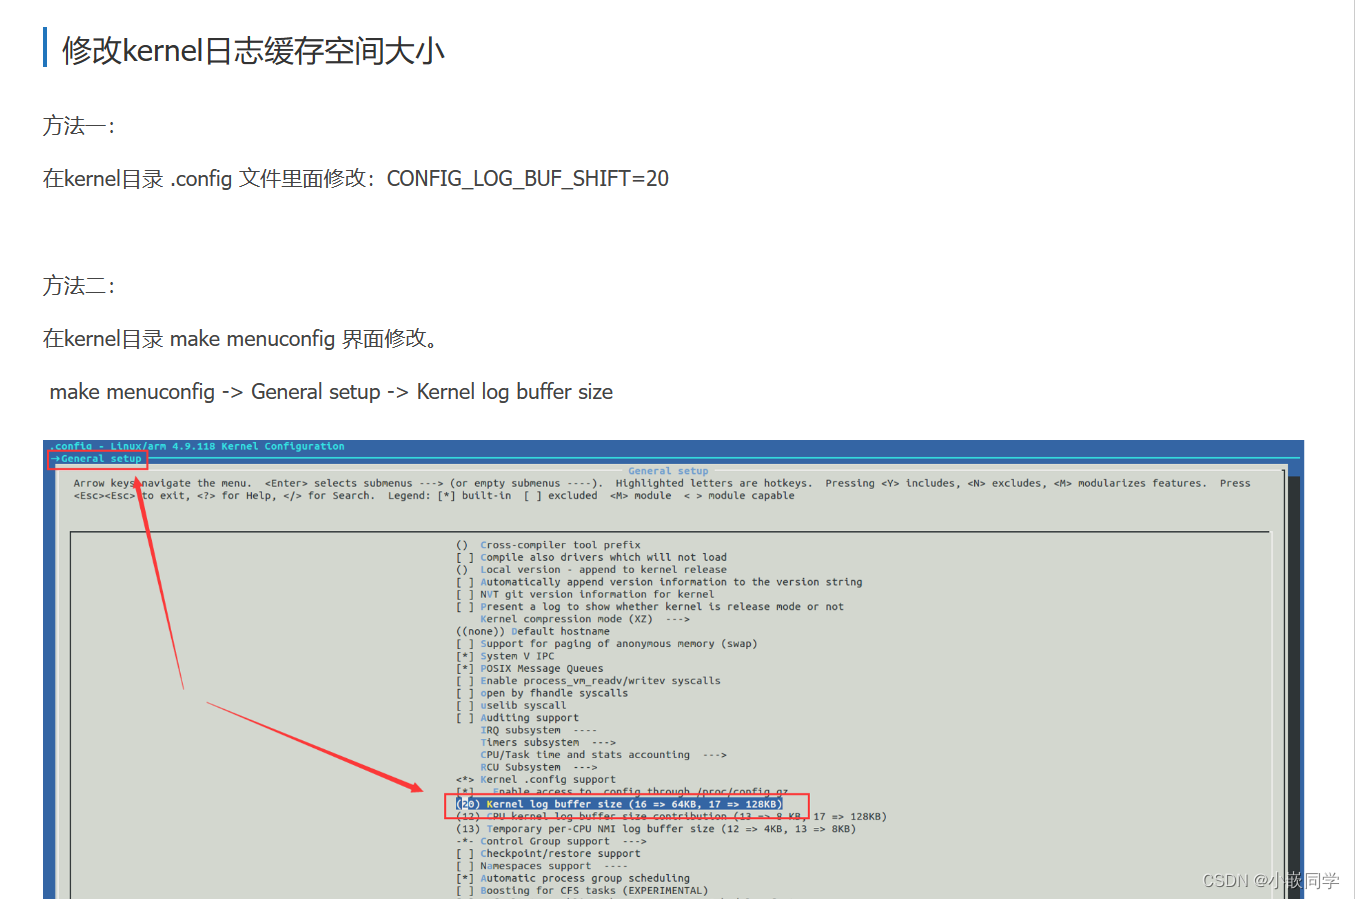 修改kernel日志缓存空间大小
方法一：
在kernel目录 .config 文件里面修改：CONFIG_LOG_BUF_SHIFT=20
方法二：
在kernel目录 make menuconfig 界面修改。
make menuconfig -> General setup -> Kernel log buffer size
.config - Linux/arm 4.9.118 Kernel Configuration
→General setup
General setup
Arrow keys navigate the menu.  <Enter> selects submenus ---> (or empty submenus ----).  Highlighted letters are hotkeys.  Pressing <Y> includes, <N> excludes, <M> modularizes features.  Press
<Esc><Esc> to exit, <?> for Help, </> for Search.  Legend: [*] built-in  [ ] excluded  <M> module  < > module capable
()  Cross-compiler tool prefix
[ ] Compile also drivers which will not load
()  Local version - append to kernel release
[ ] Automatically append version information to the version string
[ ] NVT git version information for kernel
[ ] Present a log to show whether kernel is release mode or not
Kernel compression mode (XZ)  --->
((none)) Default hostname
[ ] Support for paging of anonymous memory (swap)
[*] System V IPC
[*] POSIX Message Queues
[ ] Enable process_vm_readv/writev syscalls
[ ] open by fhandle syscalls
[ ] uselib syscall
[ ] Auditing support
IRQ subsystem  ----
Timers subsystem  --->
CPU/Task time and stats accounting  --->
RCU Subsystem  --->
<*> Kernel .config support
[*]   Enable access to .config through /proc/config.gz
(20) Kernel log buffer size (16 => 64KB, 17 => 128KB)
(12) CPU kernel log buffer size contribution (13 => 8 KB, 17 => 128KB)
(13) Temporary per-CPU NMI log buffer size (12 => 4KB, 13 => 8KB)
-*- Control Group support  --->
[ ] Checkpoint/restore support
[ ] Namespaces support  ----
[*] Automatic process group scheduling
[ ] Boosting for CFS tasks (EXPERIMENTAL)
CSDN @小嵌同学